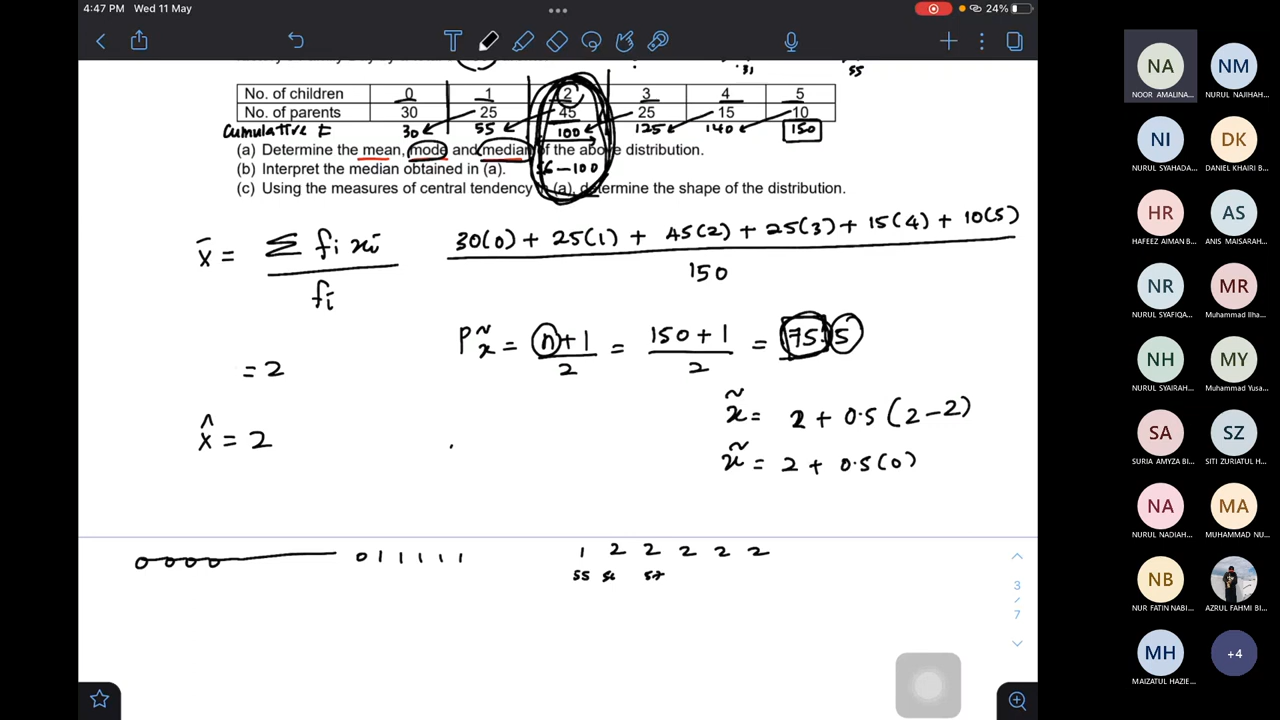 4:47 PM Wed 11 May
24%
31
55
No. of children 0 1 2 3 4 5
No. of parents 30 25 45 25 15 10
Cumulative F 30 55 100 125 140 150
(a) Determine the mean, mode and median of the above distribution.
(b) Interpret the median obtained in (a). 56 – 100
(c) Using the measures of central tendency in (a), determine the shape of the distribution.
x̄ = Σ fi xi / fi
30(0) + 25(1) + 45(2) + 25(3) + 15(4) + 10(5) / 150
P x̃ = n+1 / 2 = 150+1 / 2 = 75.5
= 2
x̃ = 2 + 0.5 (2-2)
x̂ = 2
x̃ = 2 + 0.5 (0)
0 0 0 0 0 1 1 1 1 1 2 2 2 2 2
55 56 57
3
/
7
NA NM
NOOR AMALINA... NURUL NAJIHAH...
NI DK
NURUL SYAHADA... DANIEL KHAIRI B...
HR AS
HAFEEZ AIMAN B... ANIS MAISARAH...
NR MR
NURUL SYAFIQA... Muhammad Ilha...
NH MY
NURUL SYAIRAH... Muhammad Yusa...
SA SZ
SURIA AMYZA BI... SITI ZURIATUL H...
NA MA
NURUL NADIAH... MUHAMMAD NU...
NB
NUR FATIN NABI... AZRUL FAHMI BI...
MH +4
MAIZATUL HAZIE...